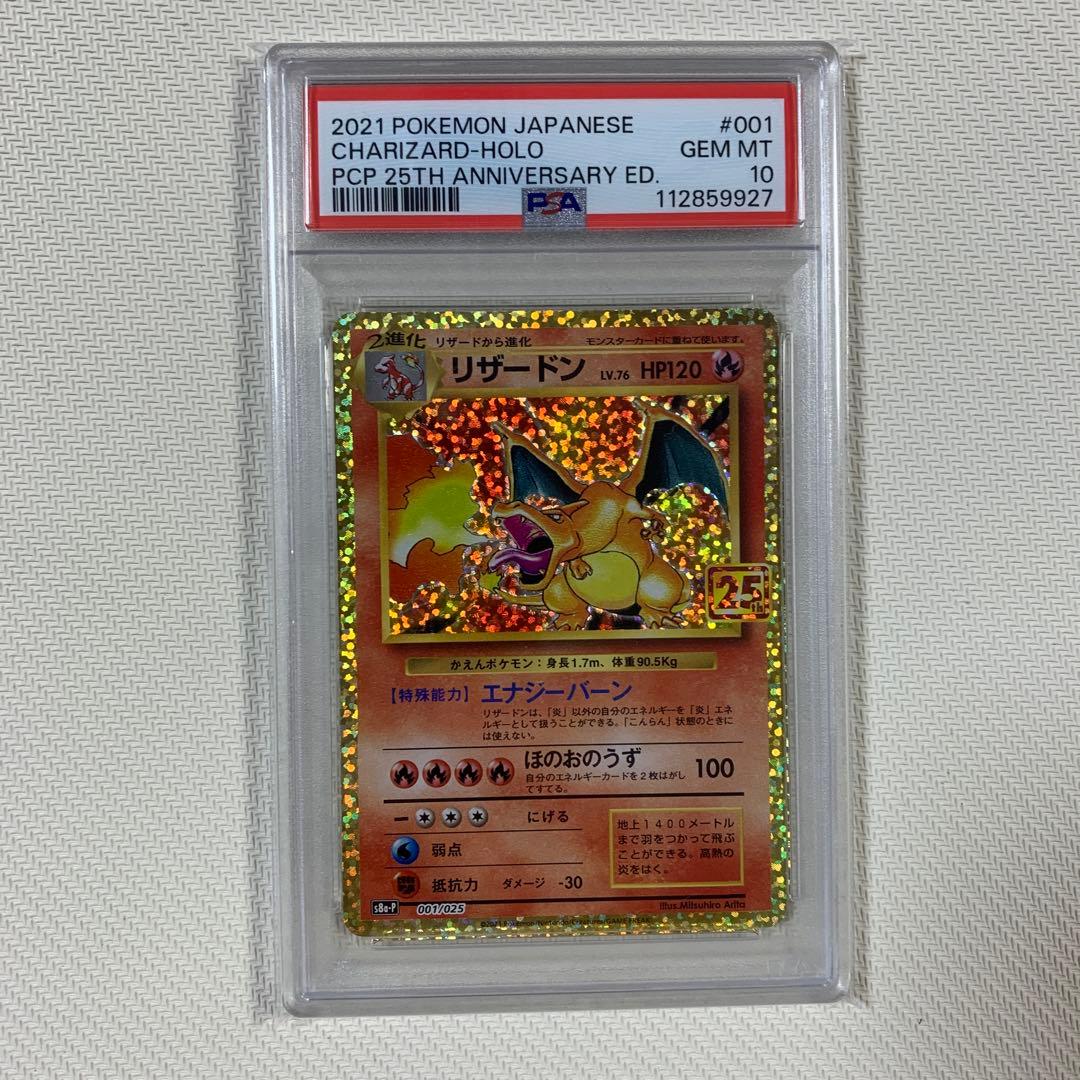 2021 POKEMON JAPANESE #001
CHARIZARD-HOLO GEM MT
PCP 25TH ANNIVERSARY ED. 10
PSA 112859927
2進化 リザードから進化 モンスターカードに重ねて使います。
リザードン LV.76 HP120
25th
かえんポケモン：身長1.7m、体重90.5Kg
【特殊能力】エナジーバーン
リザードンは、「炎」以外の自分のエネルギーを「炎」エネ
ルギーとして扱うことができる。「こんらん」状態のときに
は使えない。
ほのおのうず 100
自分のエネルギーカードを2枚はがし
てすてる。
にげる
弱点
抵抗力 ダメージ -30
地上1400メートル
まで羽をつかって飛ぶ
ことができる。高熱の
炎をはく。
Illus.Mitsuhiro Arita
s8a-P 001/025
©2021 Pokémon/Nintendo/Creatures/GAME FREAK